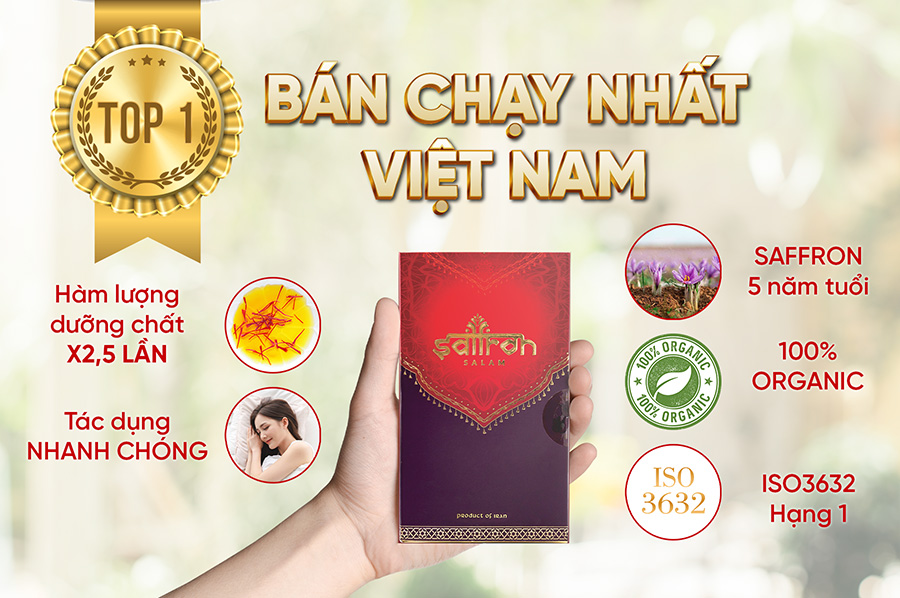 TOP 1
BÁN CHẠY NHẤT
VIỆT NAM
Hàm lượng
dưỡng chất
X2,5 LẦN
Tác dụng
NHANH CHÓNG
saffron
SALAM
PRODUCT OF IRAN
SAFFRON
5 năm tuổi
100% ORGANIC
100% ORGANIC
100%
ORGANIC
ISO
3632
ISO3632
Hạng 1